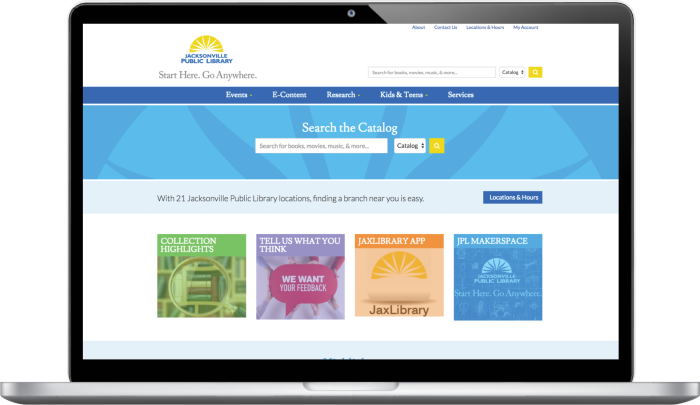 About Contact Us Locations & Hours My Account
JACKSONVILLE
PUBLIC LIBRARY
Start Here. Go Anywhere.
Search for books, movies, music, & more... Catalog
Events E-Content Research Kids & Teens Services
Search the Catalog
Search for books, movies, music, & more... Catalog
With 21 Jacksonville Public Library locations, finding a branch near you is easy. Locations & Hours
COLLECTION
HIGHLIGHTS
TELL US WHAT YOU
THINK
WE WANT
YOUR FEEDBACK
JAXLIBRARY APP
JaxLibrary
JPL MAKERSPACE
JACKSONVILLE
PUBLIC LIBRARY
Start Here. Go Anywhere.